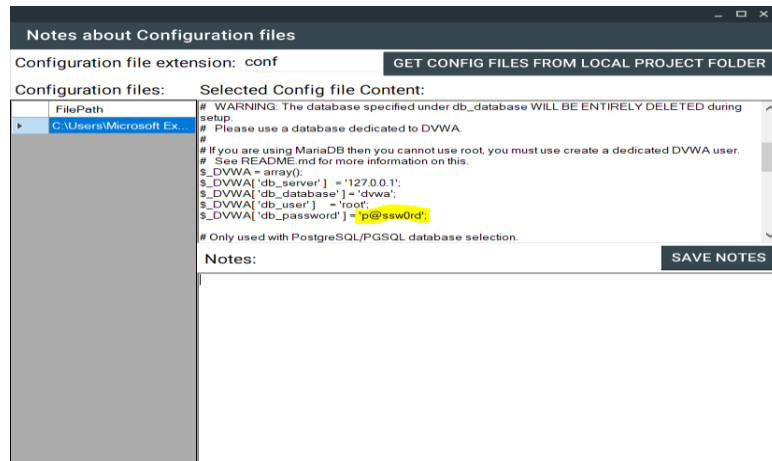 Notes about Configuration files
Configuration file extension: conf GET CONFIG FILES FROM LOCAL PROJECT FOLDER
Configuration files: Selected Config file Content:
FilePath
C:\Users\Microsoft Ex...
# WARNING: The database specified under db_database WILL BE ENTIRELY DELETED during
setup.
# Please use a database dedicated to DVWA.
#
# If you are using MariaDB then you cannot use root, you must use create a dedicated DVWA user.
# See README.md for more information on this.
$_DVWA = array();
$_DVWA[ 'db_server' ] = '127.0.0.1';
$_DVWA[ 'db_database' ] = 'dvwa';
$_DVWA[ 'db_user' ] = 'root';
$_DVWA[ 'db_password' ] = 'p@ssw0rd';
# Only used with PostgreSQL/PGSQL database selection.
Notes: SAVE NOTES